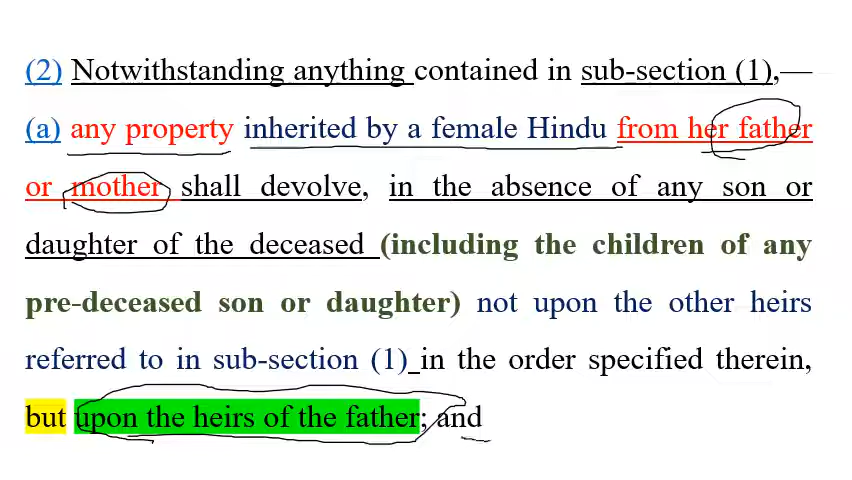 (2) Notwithstanding anything contained in sub-section (1),—
(a) any property inherited by a female Hindu from her father
or mother shall devolve, in the absence of any son or
daughter of the deceased (including the children of any
pre-deceased son or daughter) not upon the other heirs
referred to in sub-section (1) in the order specified therein,
but upon the heirs of the father; and